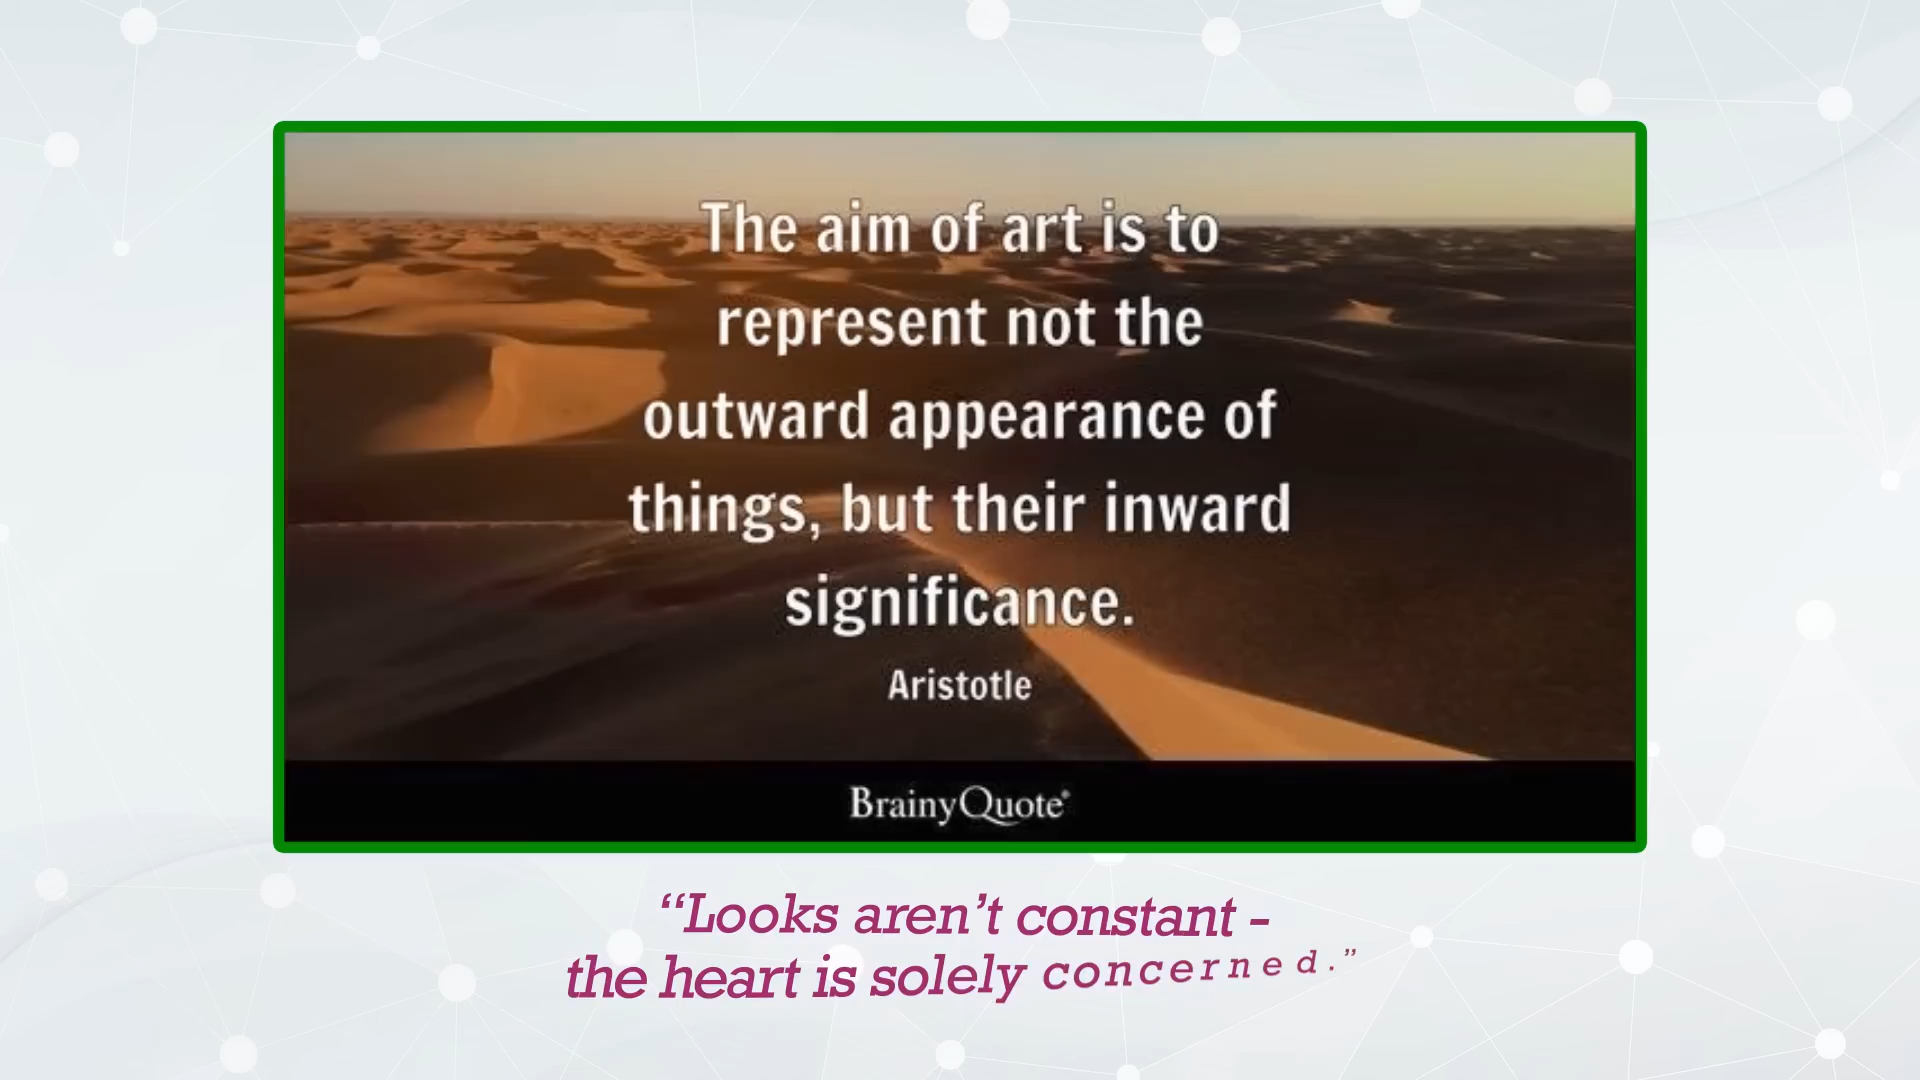 The aim of art is to
represent not the
outward appearance of
things, but their inward
significance.
Aristotle
BrainyQuote®
“Looks aren’t constant –
the heart is solely concerned.”